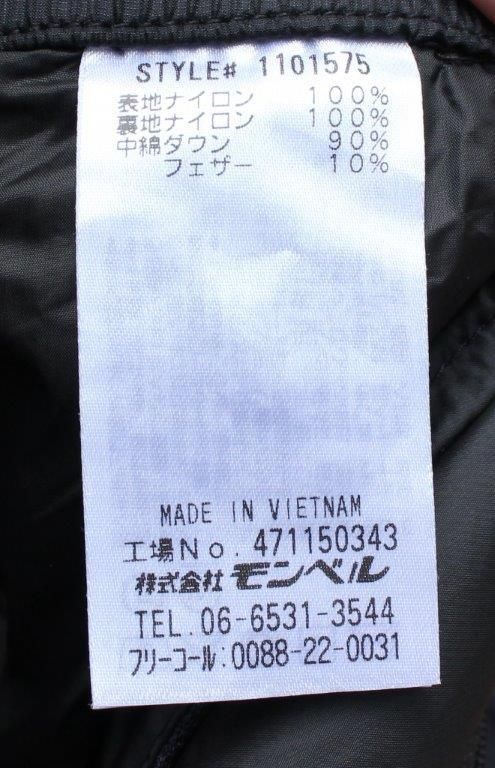 STYLE# 1101575
表地ナイロン 100%
裏地ナイロン 100%
中綿ダウン 90%
フェザー 10%
MADE IN VIETNAM
工場No. 471150343
株式会社 モンベル
TEL. 06-6531-3544
フリーコール:0088-22-0031